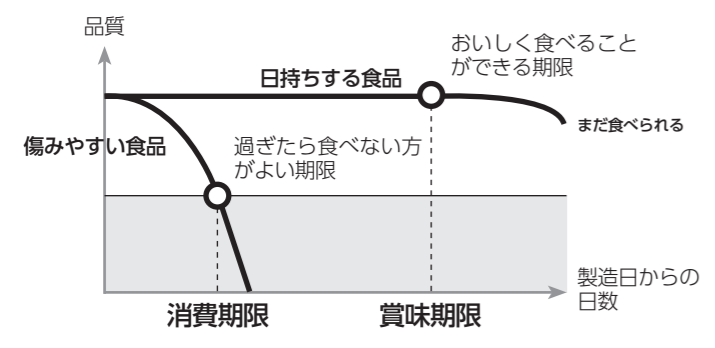 品質
おいしく食べること
ができる期限
日持ちする食品
まだ食べられる
傷みやすい食品
過ぎたら食べない方
がよい期限
製造日からの
日数
消費期限
賞味期限